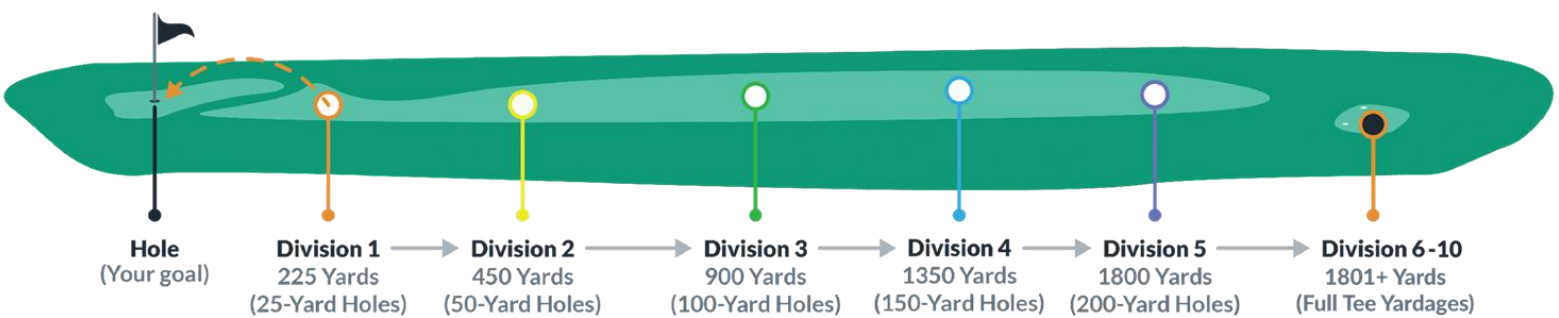 Hole
(Your goal)
Division 1
225 Yards
(25-Yard Holes)
Division 2
450 Yards
(50-Yard Holes)
Division 3
900 Yards
(100-Yard Holes)
Division 4
1350 Yards
(150-Yard Holes)
Division 5
1800 Yards
(200-Yard Holes)
Division 6-10
1801+ Yards
(Full Tee Yardages)